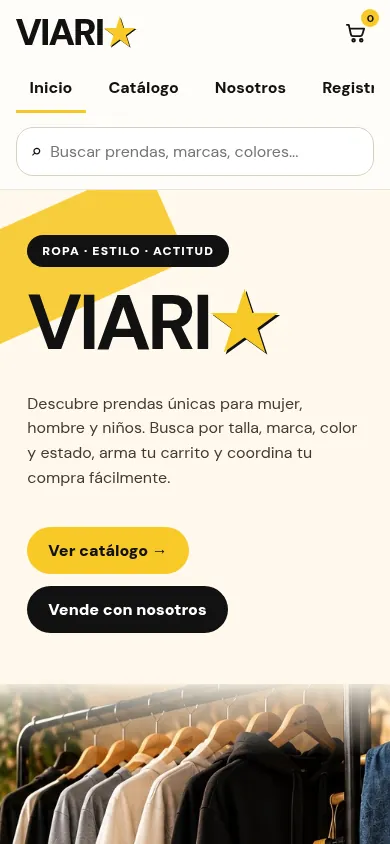 VIARI
0
Inicio Catálogo Nosotros Registr
Buscar prendas, marcas, colores...
ROPA · ESTILO · ACTITUD
VIARI
Descubre prendas únicas para mujer,
hombre y niños. Busca por talla, marca, color
y estado, arma tu carrito y coordina tu
compra fácilmente.
Ver catálogo →
Vende con nosotros